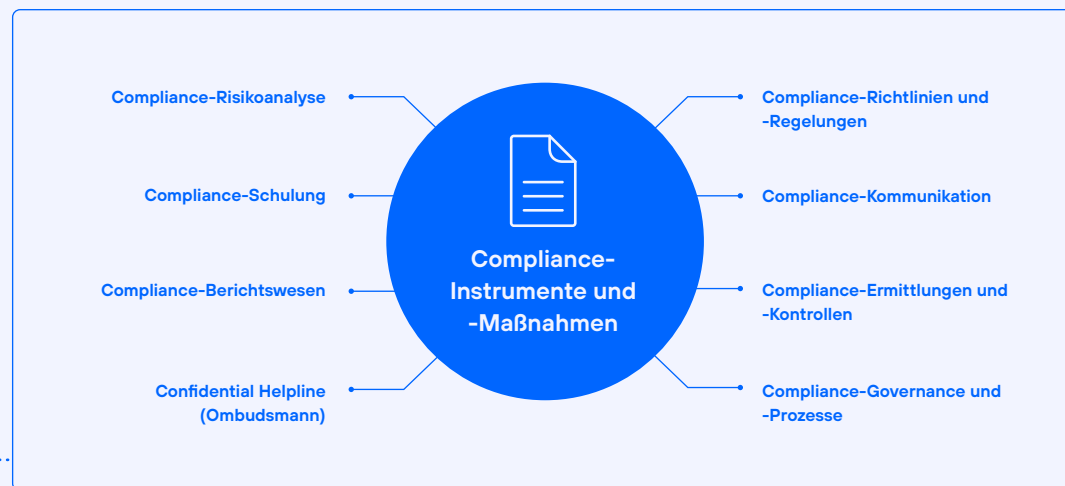 Compliance-Risikoanalyse
Compliance-Schulung
Compliance-Berichtswesen
Confidential Helpline
(Ombudsmann)
Compliance-
Instrumente und
-Maßnahmen
Compliance-Richtlinien und
-Regelungen
Compliance-Kommunikation
Compliance-Ermittlungen und
-Kontrollen
Compliance-Governance und
-Prozesse